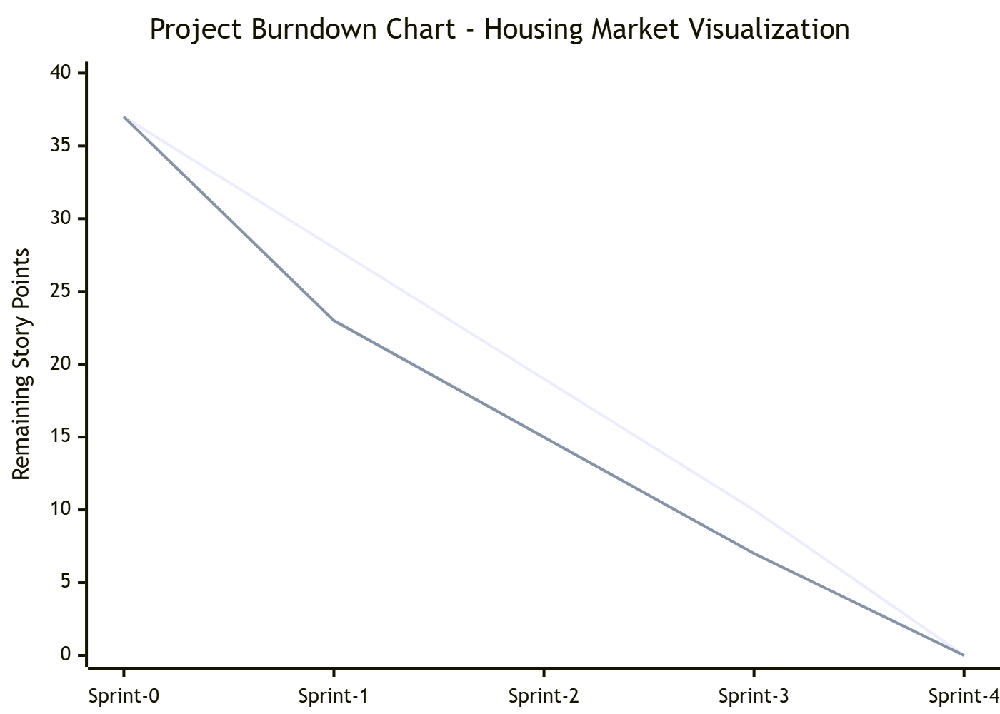 Project Burndown Chart - Housing Market Visualization
Remaining Story Points
40
35
30
25
20
15
10
5
0
Sprint-0
Sprint-1
Sprint-2
Sprint-3
Sprint-4